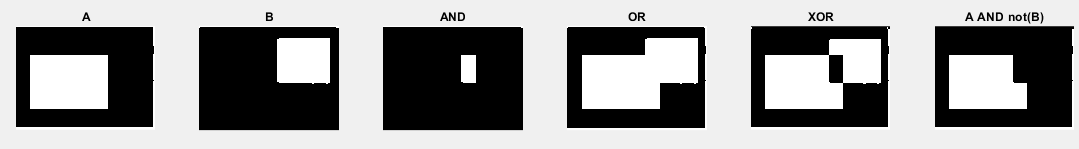 A
B
AND
OR
XOR
A AND not(B)